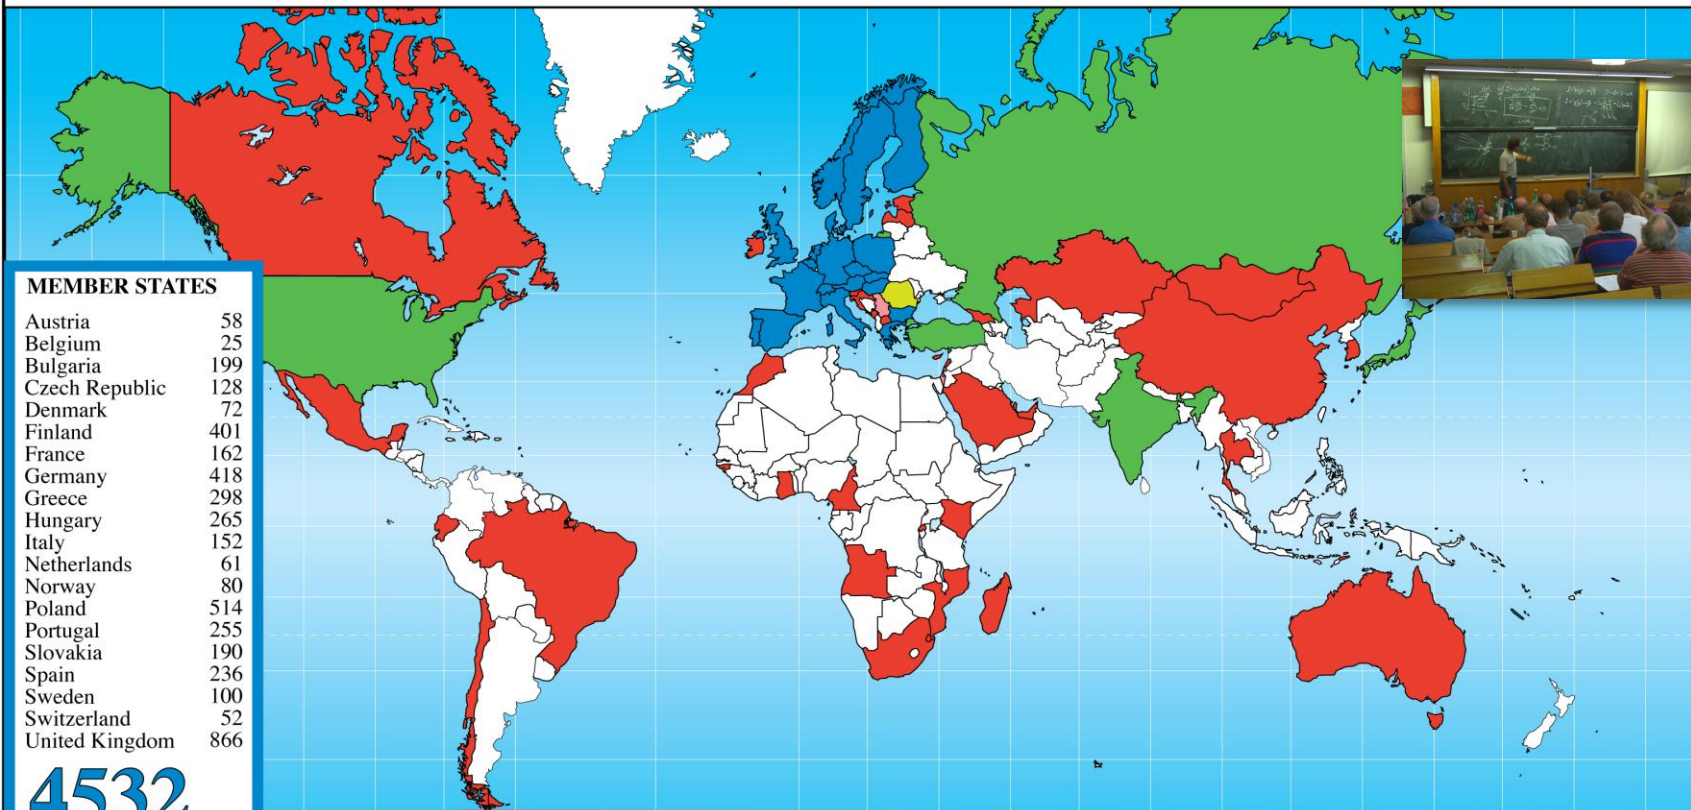 MEMBER STATES
Austria 58
Belgium 25
Bulgaria 199
Czech Republic 128
Denmark 72
Finland 401
France 162
Germany 418
Greece 298
Hungary 265
Italy 152
Netherlands 61
Norway 80
Poland 514
Portugal 255
Slovakia 190
Spain 236
Sweden 100
Switzerland 52
United Kingdom 866
4532